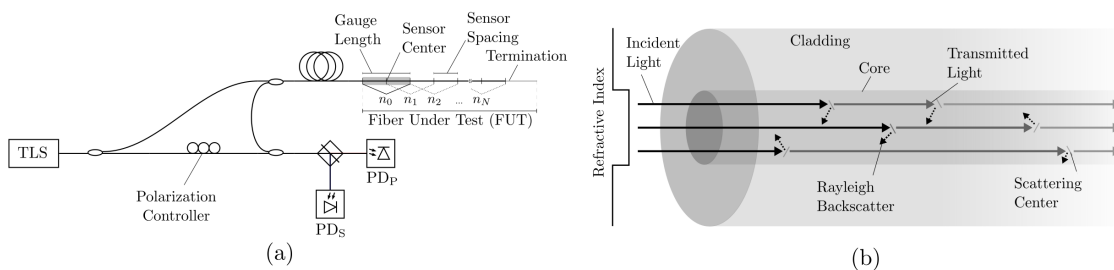 Gauge
Length
Sensor
Center
Sensor
Spacing
Termination
n0
n1
n2
...
nN
Fiber Under Test (FUT)
TLS
Polarization
Controller
PDP
PDS
(a)
Refractive Index
Incident
Light
Cladding
Core
Transmitted
Light
Rayleigh
Backscatter
Scattering
Center
(b)